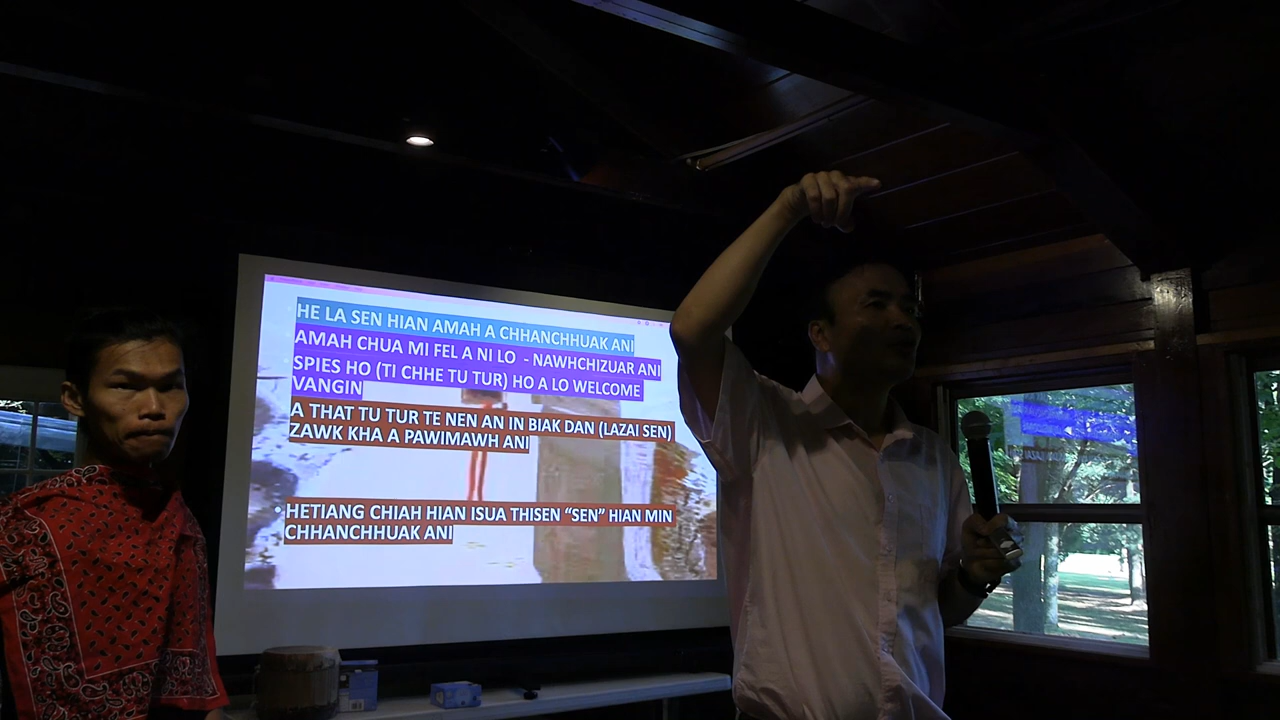 HE LA SEN HIAN AMAH A CHHANCHHUAK ANI
AMAH CHUA MI FEL A NI LO - NAWHCHIZUAR ANI
SPIES HO (TI CHHE TU TUR) HO A LO WELCOME
VANGIN
A THAT TU TUR TE NEN AN IN BIAK DAN (LAZAI SEN)
ZAWK KHA A PAWIMAWH ANI
• HETIANG CHIAH HIAN ISUA THISEN “SEN” HIAN MIN
CHHANCHHUAK ANI